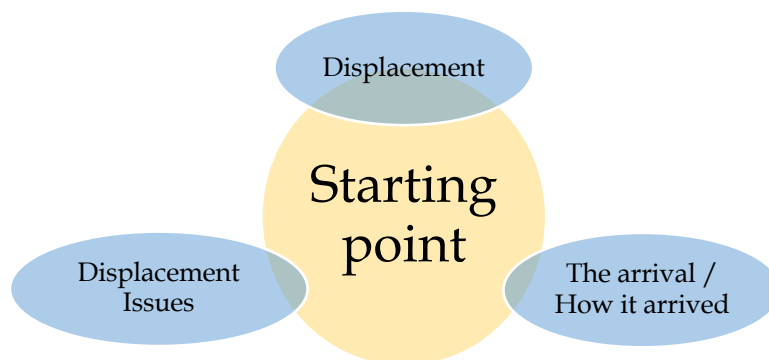 Displacement
Starting
point
Displacement
Issues
The arrival /
How it arrived